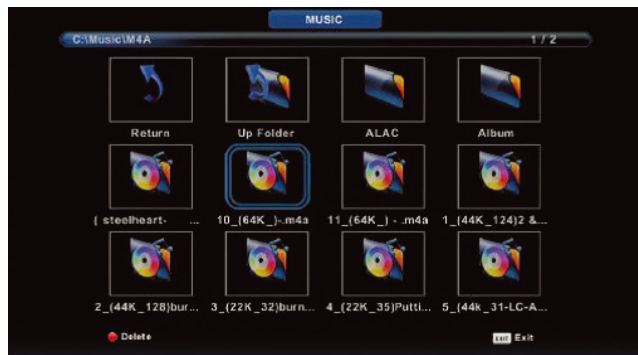 MUSIC
C:\Music\M4A 1 / 2
Return Up Folder ALAC Album
( steelheart- ... 10_(64K_)-.m4a 11_(64K_) - .m4a 1_(44K_124)2 &...
2_(44K_128)bur... 3_(22K_32)burn... 4_(22K_35)Putti... 5_(44k_31-LC-A...
Delete EXIT Exit